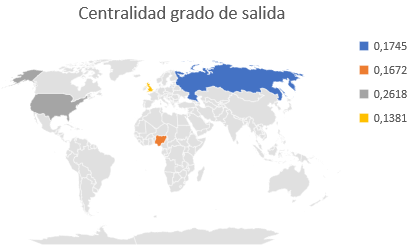 Centralidad grado de salida
0,1745
0,1672
0,2618
0,1381